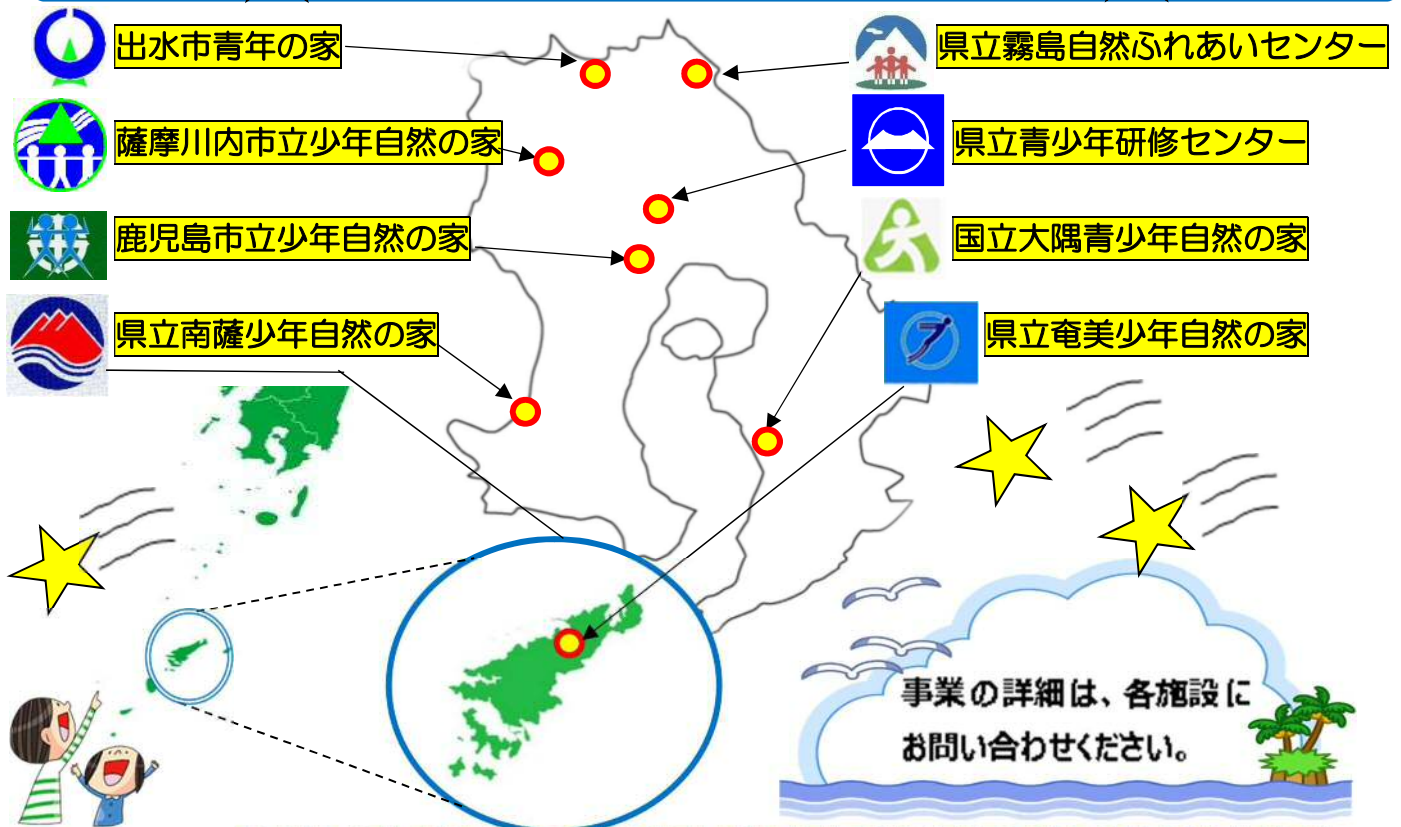 出水市青年の家
県立霧島自然ふれあいセンター
薩摩川内市立少年自然の家
県立青少年研修センター
鹿児島市立少年自然の家
国立大隅青少年自然の家
県立南薩少年自然の家
県立奄美少年自然の家
事業の詳細は、各施設に
お問い合わせください。